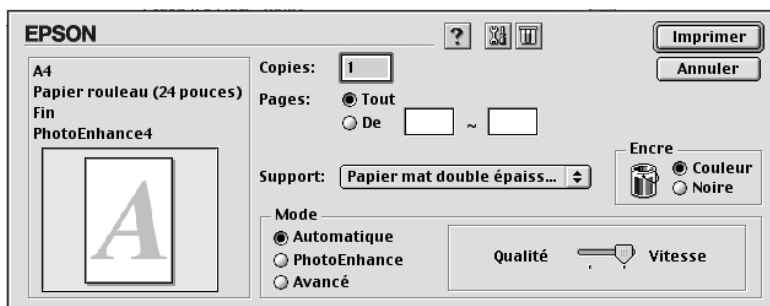 EPSON
?
Imprimer
Annuler
A4
Papier rouleau (24 pouces)
Fin
PhotoEnhance4
A
Copies: 1
Pages: Tout
De ~
Support: Papier mat double épaiss...
Encre
Couleur
Noire
Mode
Automatique
PhotoEnhance
Avancé
Qualité Vitesse